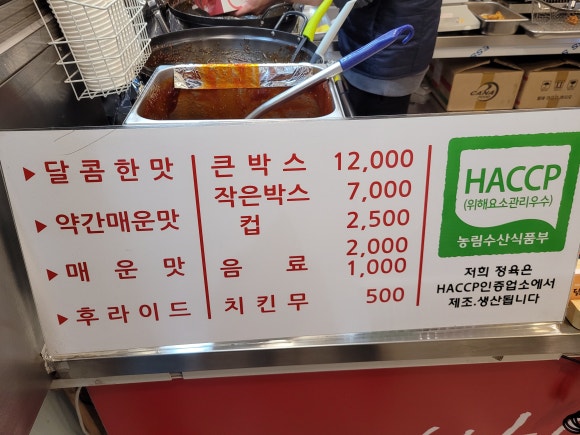 ▸달콤한맛
▸약간매운맛
▸매운맛
▸후라이드
큰박스 12,000
작은박스 7,000
컵 2,500
2,000
음료 1,000
치킨무 500
HACCP
(위해요소관리우수)
농림수산식품부
저희 정육은
HACCP인증업소에서
제조.생산됩니다
CANA